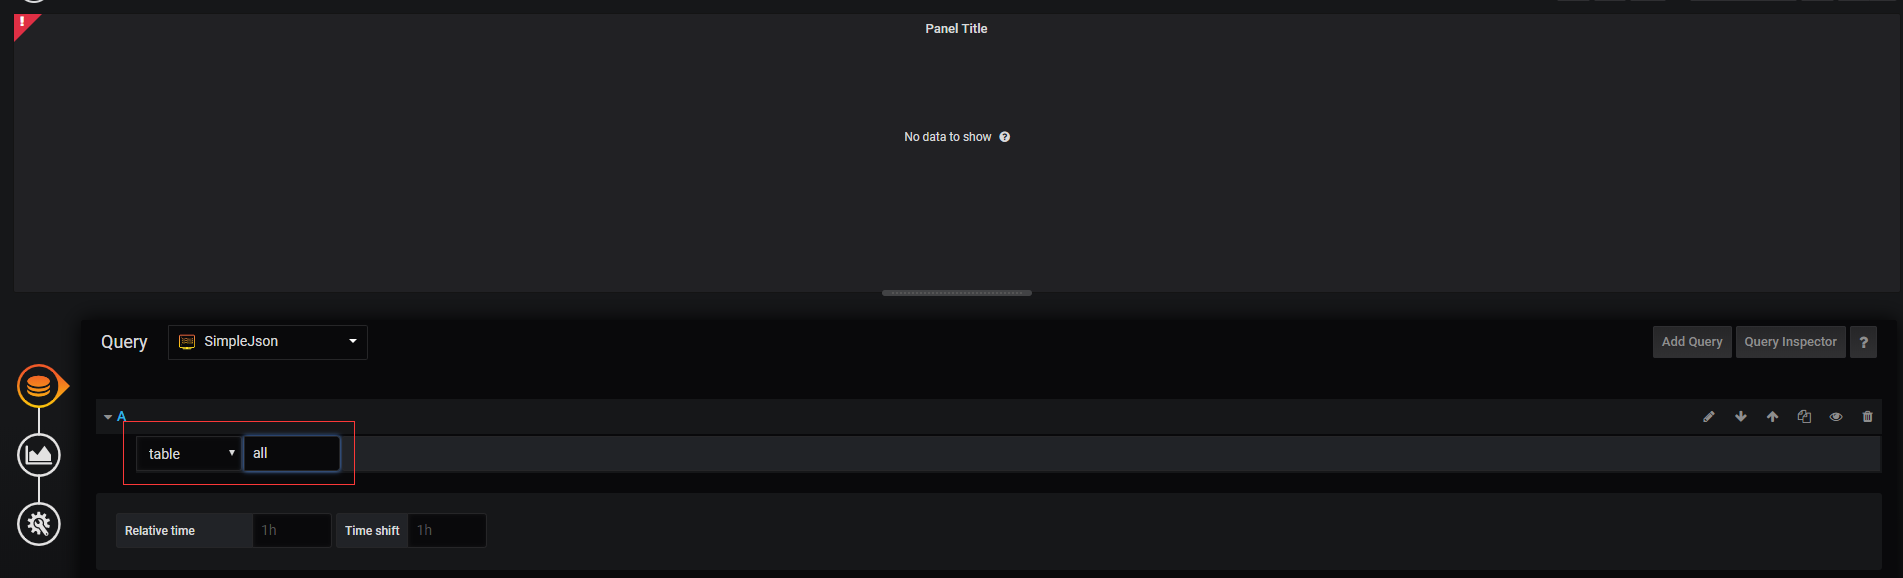 !
Panel Title
No data to show ?
Query SimpleJson Add Query Query Inspector ?
A
table all
Relative time 1h Time shift 1h